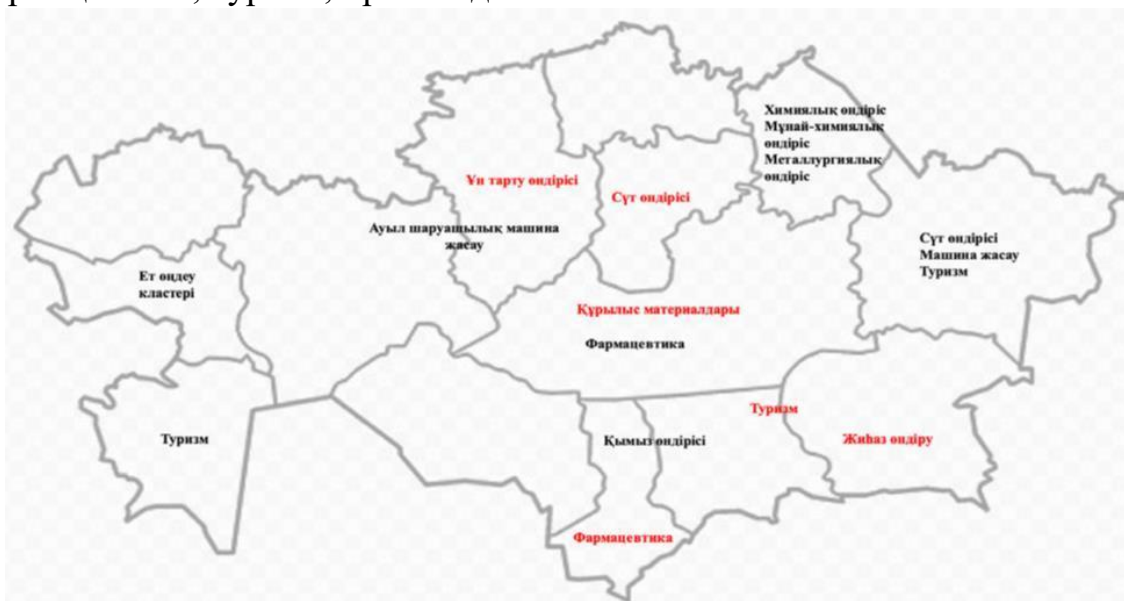 Химиялық өндіріс
Мұнай-химиялық
өндіріс
Металлургиялық
өндіріс
Ұн тарту өндірісі
Сүт өндірісі
Ауыл шаруашылық машина
жасау
Сүт өндірісі
Машина жасау
Туризм
Ет өңдеу
кластері
Құрылыс материалдары
Фармацевтика
Туризм
Туризм
Қымыз өндірісі
Жиһаз өндіру
Фармацевтика